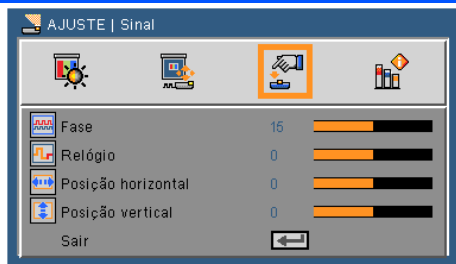 AJUSTE | Sinal
Fase 15
Relógio 0
Posição horizontal 0
Posição vertical 0
Sair